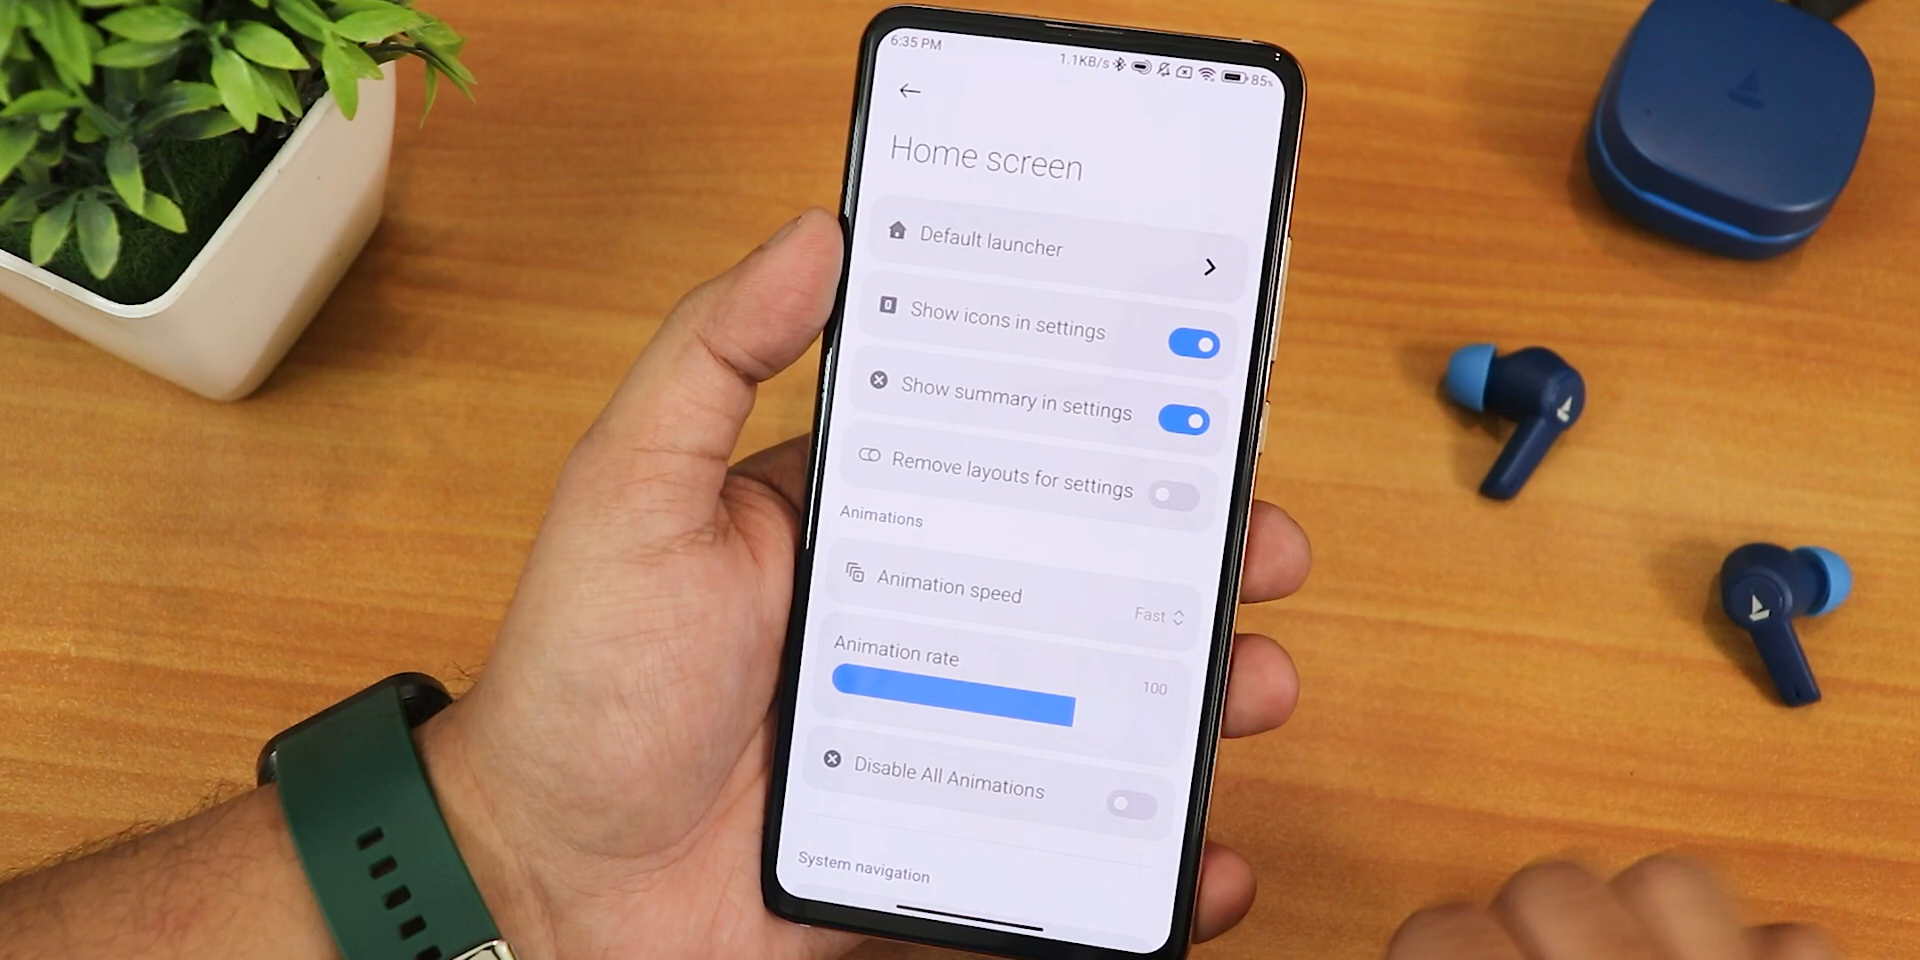 6:35 PM
1.1KB/s 85%
Home screen
Default launcher
Show icons in settings
Show summary in settings
Remove layouts for settings
Animations
Animation speed
Fast
Animation rate
100
Disable All Animations
System navigation